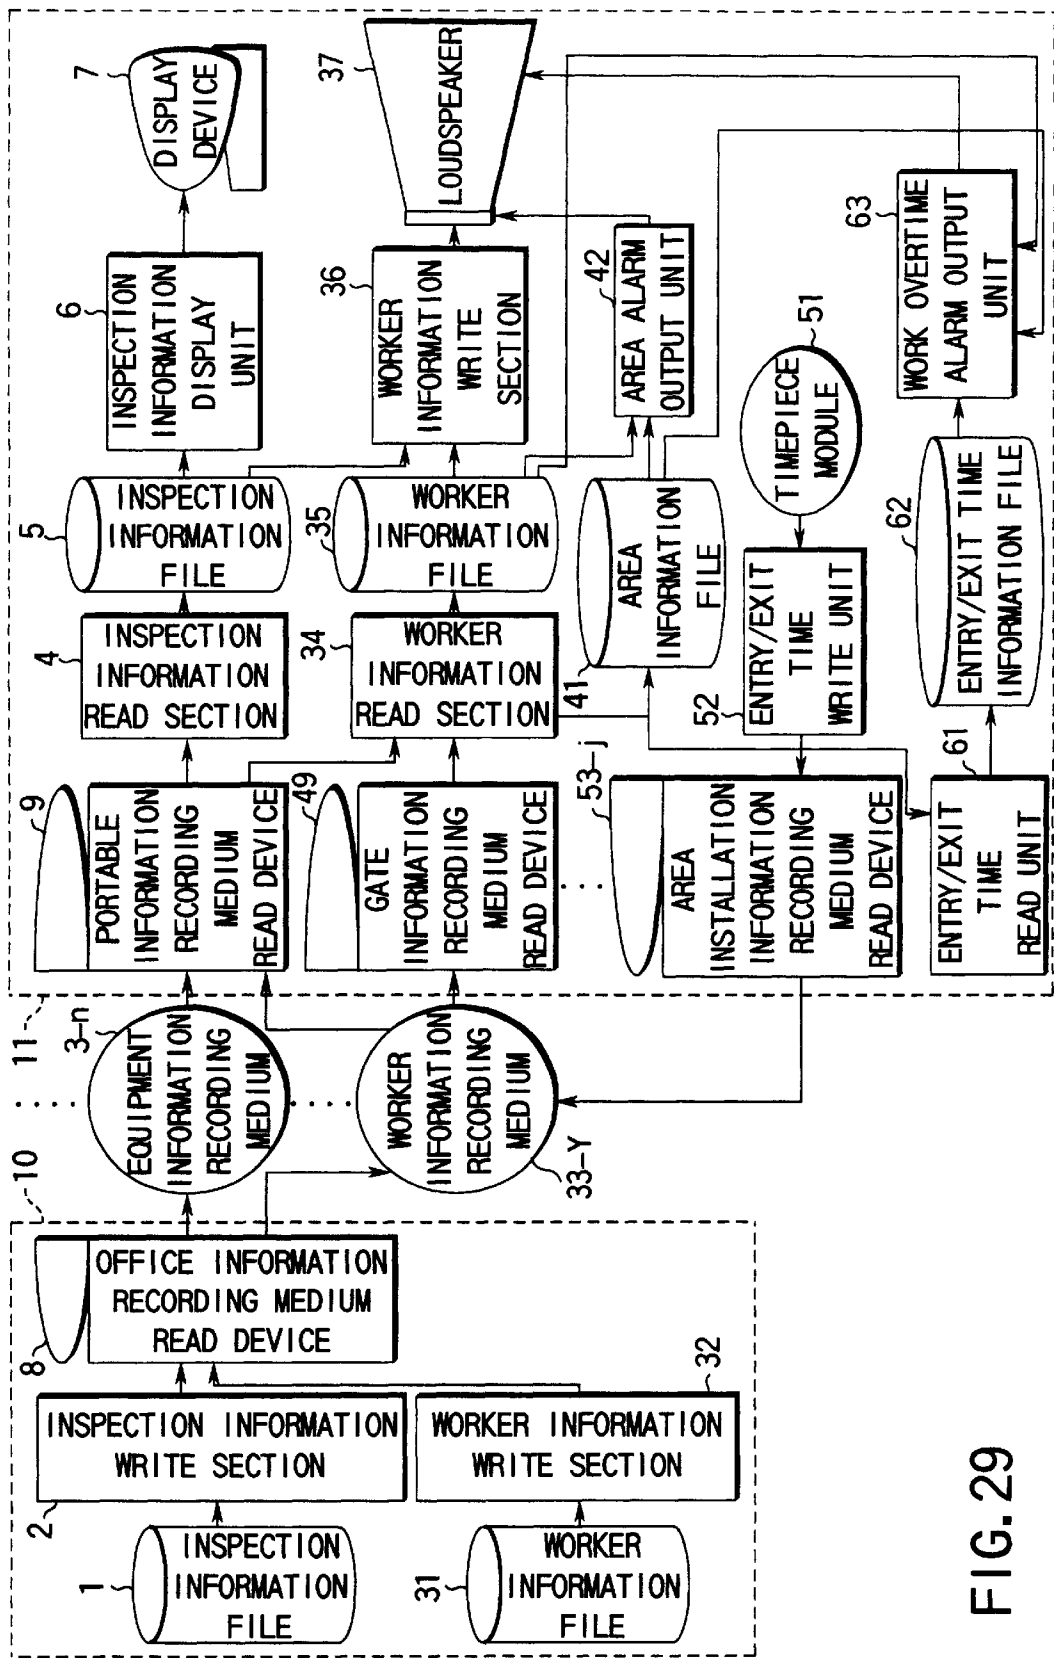 10
8
OFFICE INFORMATION
RECORDING MEDIUM
READ DEVICE
2
INSPECTION INFORMATION
WRITE SECTION
1
INSPECTION
INFORMATION
FILE
32
WORKER INFORMATION
WRITE SECTION
31
WORKER
INFORMATION
FILE
11
3-n
EQUIPMENT
INFORMATION
RECORDING
MEDIUM
33-Y
WORKER
INFORMATION
RECORDING
MEDIUM
9
PORTABLE
INFORMATION
RECORDING
MEDIUM
READ DEVICE
4
INSPECTION
INFORMATION
READ SECTION
5
INSPECTION
INFORMATION
FILE
6
INSPECTION
INFORMATION
DISPLAY
UNIT
7
DISPLAY
DEVICE
49
GATE
INFORMATION
RECORDING
MEDIUM
READ DEVICE
34
WORKER
INFORMATION
READ SECTION
35
WORKER
INFORMATION
FILE
36
WORKER
INFORMATION
WRITE
SECTION
37
LOUDSPEAKER
41
AREA
INFORMATION
FILE
42
AREA ALARM
OUTPUT UNIT
53-j
AREA
INSTALLATION
INFORMATION
RECORDING
MEDIUM
READ DEVICE
52
ENTRY/EXIT
TIME
WRITE UNIT
51
TIMEPIECE
MODULE
61
ENTRY/EXIT
TIME
READ UNIT
62
ENTRY/EXIT TIME
INFORMATION FILE
63
WORK OVERTIME
ALARM OUTPUT
UNIT
FIG.29